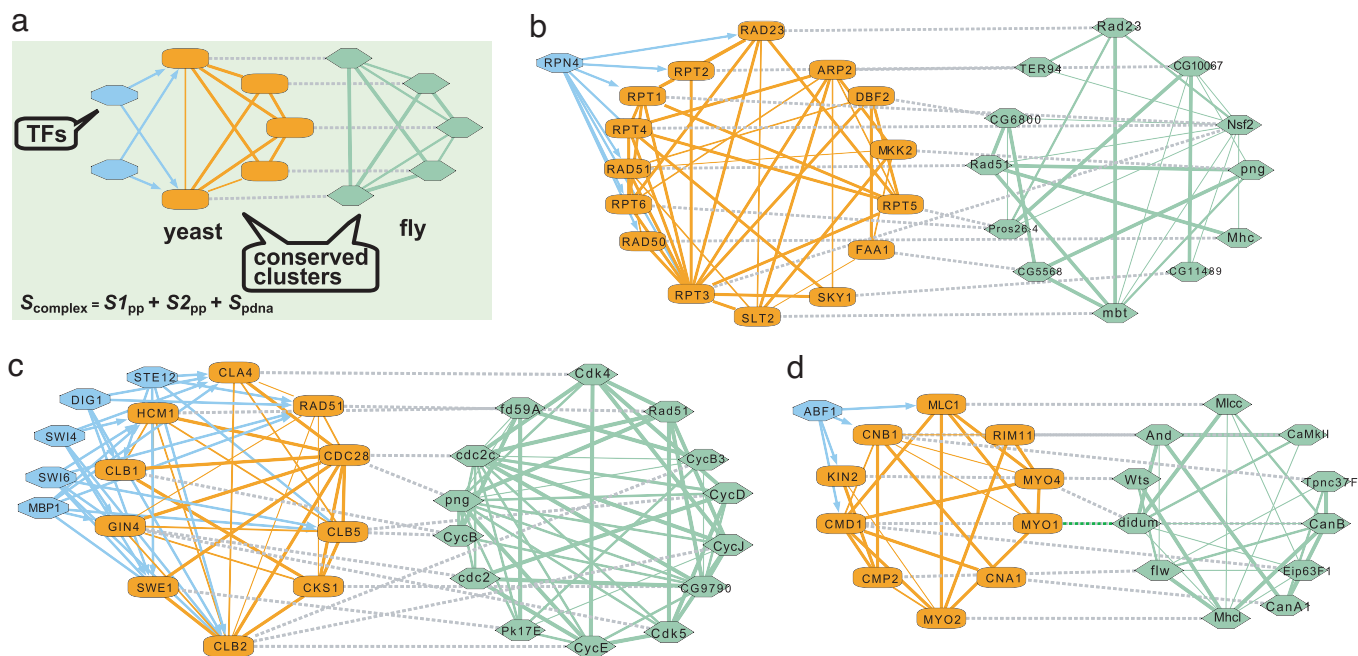 a
TFs
yeast
fly
conserved
clusters
Scomplex = S1pp + S2pp + Spdna
b
RPN4
RAD23
RPT2
ARP2
RPT1
DBF2
RPT4
MKK2
RAD51
RPT6
RPT5
RAD50
FAA1
RPT3
SKY1
SLT2
Rad23
TER94
CG10067
CG6800
Nsf2
Rad51
png
Pros26.4
Mhc
CG5568
CG11489
mbt
c
STE12
CLA4
DIG1
HCM1
RAD51
SWI4
CDC28
SWI6
CLB1
MBP1
GIN4
CLB5
SWE1
CKS1
CLB2
Cdk4
fd59A
Rad51
cdc2c
CycB3
png
CycD
CycB
CycJ
cdc2
CG9790
Pk17E
Cdk5
CycE
d
ABF1
MLC1
CNB1
RIM11
KIN2
MYO4
CMD1
MYO1
CMP2
CNA1
MYO2
Mlcc
And
CaMkII
Wts
Tpnc37F
didum
CanB
flw
Eip63F1
CanA1
Mhcl